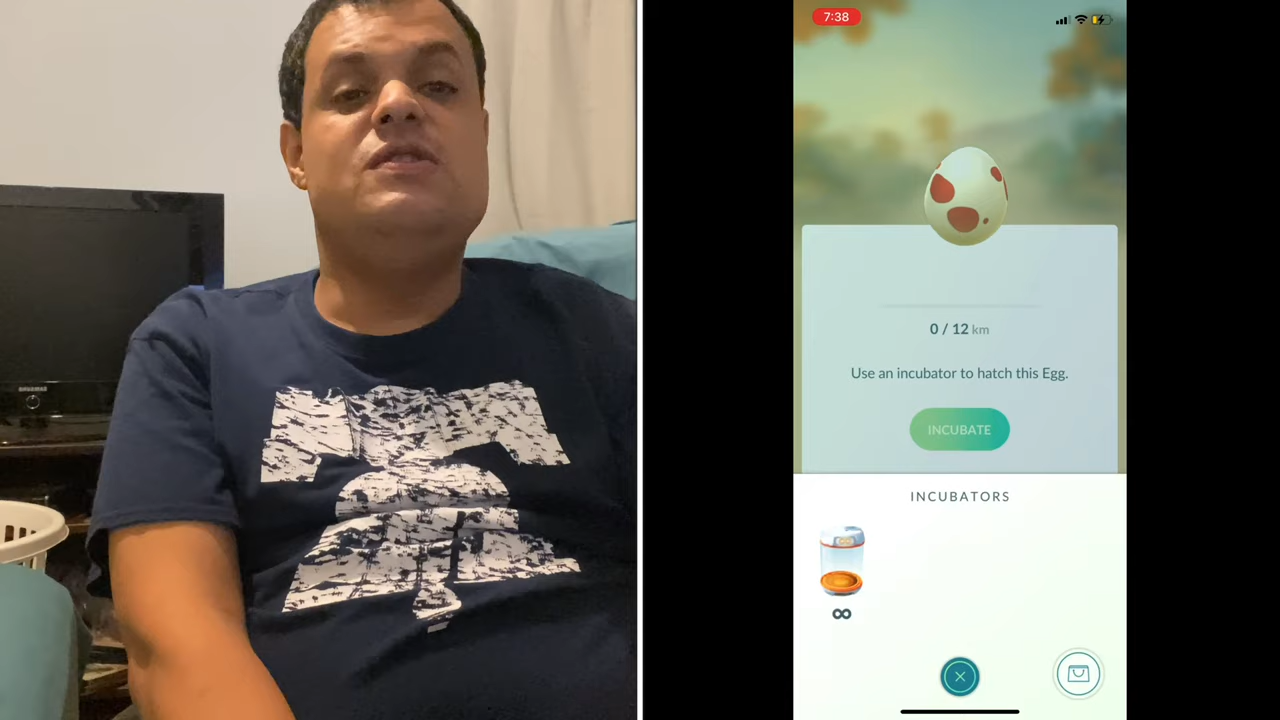 7:38
0 / 12 km
Use an incubator to hatch this Egg.
INCUBATE
INCUBATORS
∞